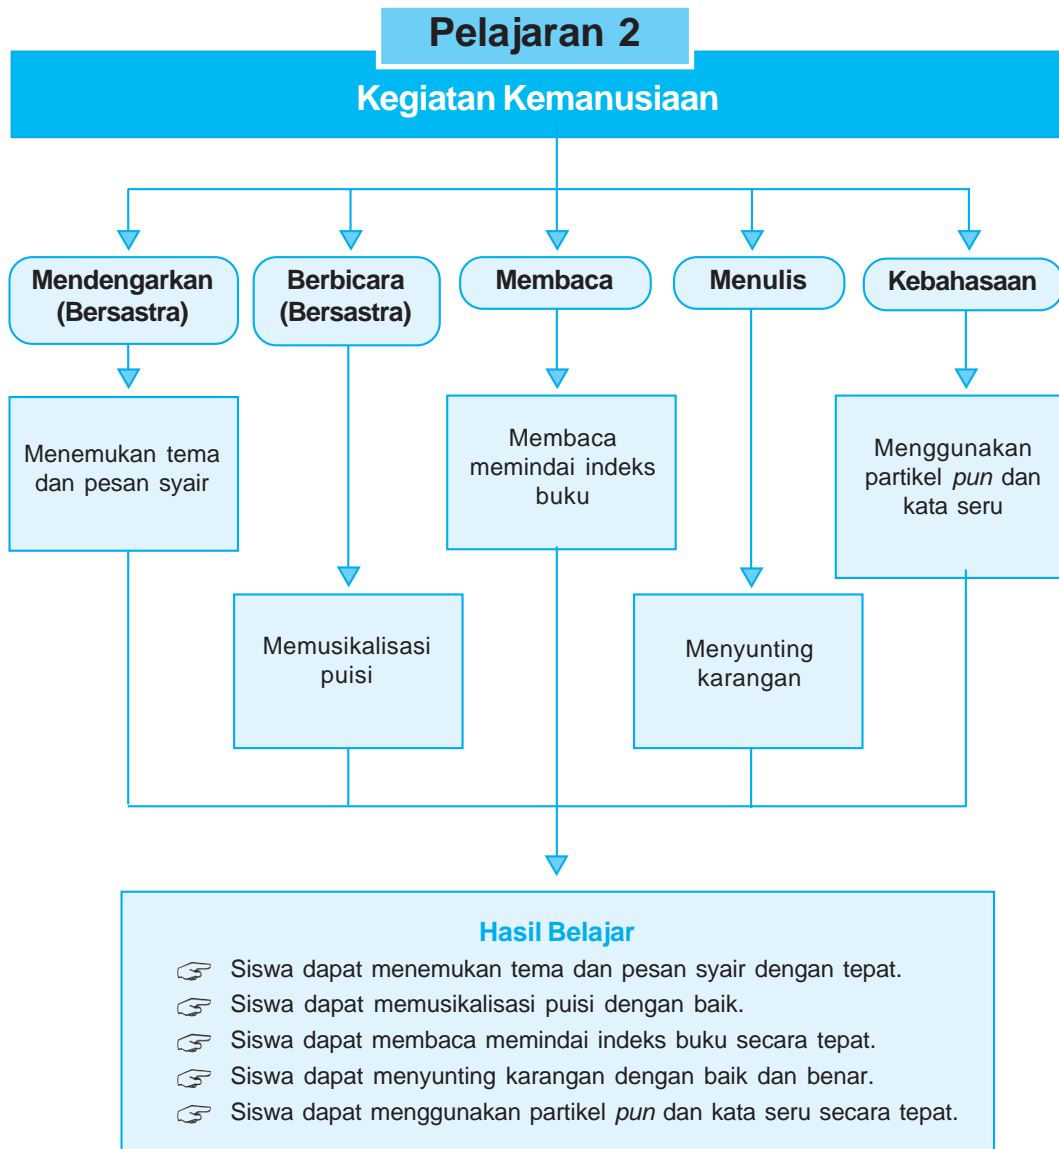 Pelajaran 2
Kegiatan Kemanusiaan
Mendengarkan
(Bersastra)
Berbicara
(Bersastra)
Membaca
Menulis
Kebahasaan
Menemukan tema
dan pesan syair
Membaca
memindai indeks
buku
Menggunakan
partikel pun dan
kata seru
Memusikalisasi
puisi
Menyunting
karangan
Hasil Belajar
☞ Siswa dapat menemukan tema dan pesan syair dengan tepat.
☞ Siswa dapat memusikalisasi puisi dengan baik.
☞ Siswa dapat membaca memindai indeks buku secara tepat.
☞ Siswa dapat menyunting karangan dengan baik dan benar.
☞ Siswa dapat menggunakan partikel pun dan kata seru secara tepat.